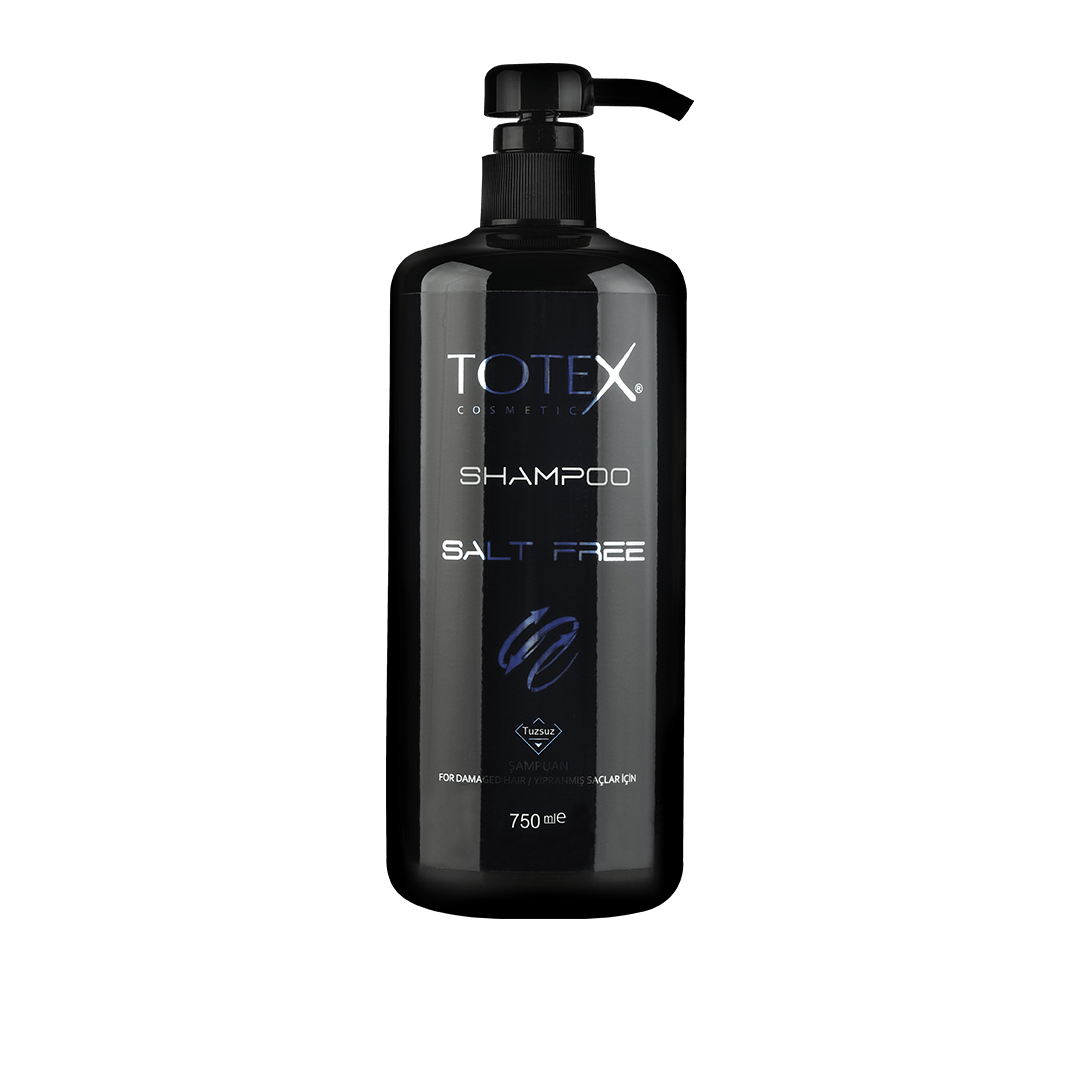 TOTEX®
COSMETIC
SHAMPOO
SALT FREE
Tuzsuz
ŞAMPUAN
FOR DAMAGED HAIR / YIPRANMIŞ SAÇLAR İÇİN
750 ml e